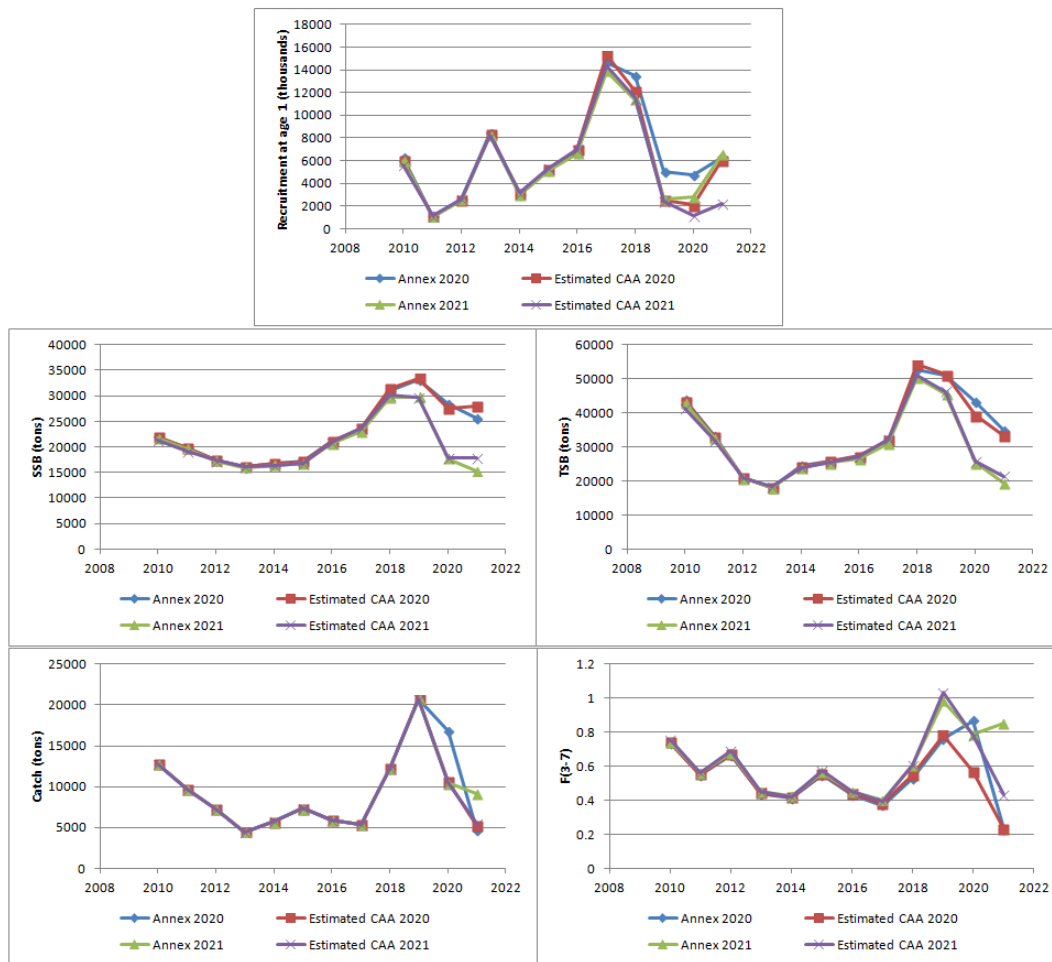 Recruitment at age 1 (thousands)
18000
16000
14000
12000
10000
8000
6000
4000
2000
0
2008 2010 2012 2014 2016 2018 2020 2022
Annex 2020 Estimated CAA 2020
Annex 2021 Estimated CAA 2021
SSB (tons)
40000
35000
30000
25000
20000
15000
10000
5000
0
2008 2010 2012 2014 2016 2018 2020 2022
Annex 2020 Estimated CAA 2020
Annex 2021 Estimated CAA 2021
TSB (tons)
60000
50000
40000
30000
20000
10000
0
2008 2010 2012 2014 2016 2018 2020 2022
Annex 2020 Estimated CAA 2020
Annex 2021 Estimated CAA 2021
Catch (tons)
25000
20000
15000
10000
5000
0
2008 2010 2012 2014 2016 2018 2020 2022
Annex 2020 Estimated CAA 2020
Annex 2021 Estimated CAA 2021
F(3-7)
1.2
1
0.8
0.6
0.4
0.2
0
2008 2010 2012 2014 2016 2018 2020 2022
Annex 2020 Estimated CAA 2020
Annex 2021 Estimated CAA 2021